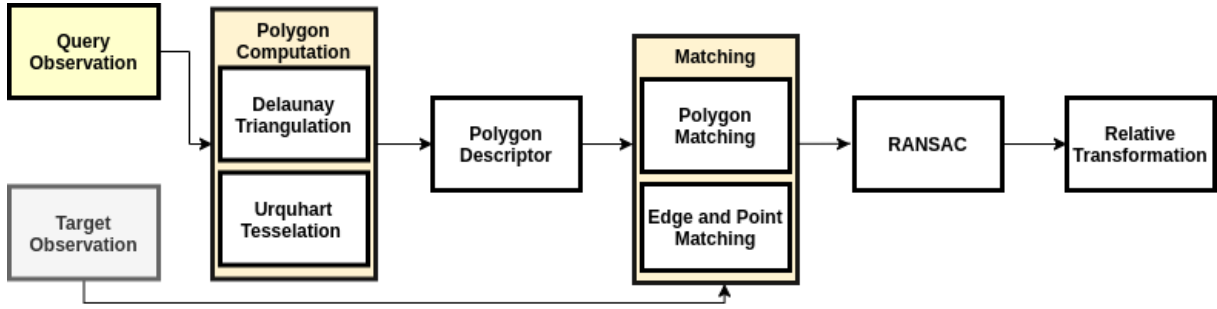 Query
Observation
Polygon
Computation
Delaunay
Triangulation
Urquhart
Tesselation
Target
Observation
Polygon
Descriptor
Matching
Polygon
Matching
Edge and Point
Matching
RANSAC
Relative
Transformation